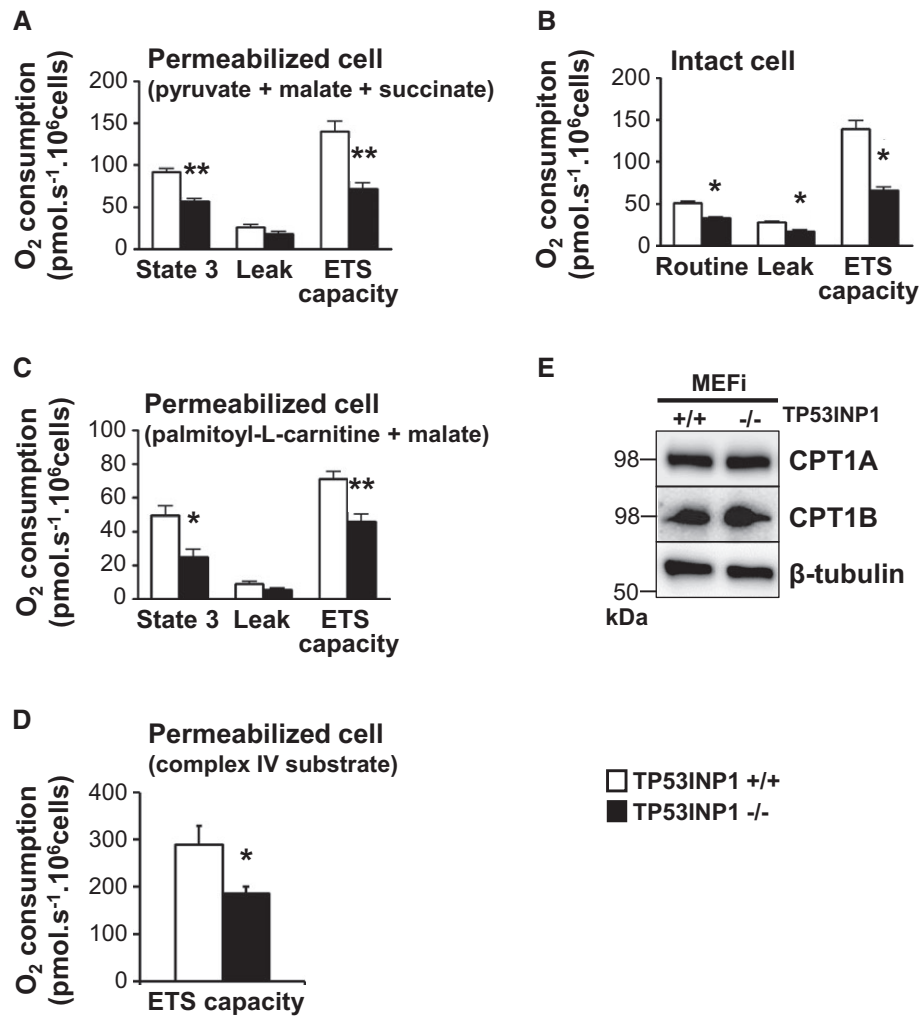 A
Permeabilized cell
(pyruvate + malate + succinate)
O₂ consumption
(pmol.s⁻¹.10⁶cells)
200
150
100
50
0
**
**
State 3 Leak ETS
capacity
B
Intact cell
O₂ consumpiton
(pmol.s⁻¹.10⁶cells)
200
150
100
50
0
*
*
*
Routine Leak ETS
capacity
C
Permeabilized cell
(palmitoyl-L-carnitine + malate)
O₂ consumption
(pmol.s⁻¹.10⁶cells)
100
80
60
40
20
0
*
**
State 3 Leak ETS
capacity
E
MEFi
+/+ -/- TP53INP1
98 CPT1A
98 CPT1B
β-tubulin
50
kDa
D
Permeabilized cell
(complex IV substrate)
O₂ consumption
(pmol.s⁻¹.10⁶cells)
400
300
200
100
0
*
ETS capacity
TP53INP1 +/+
TP53INP1 -/-